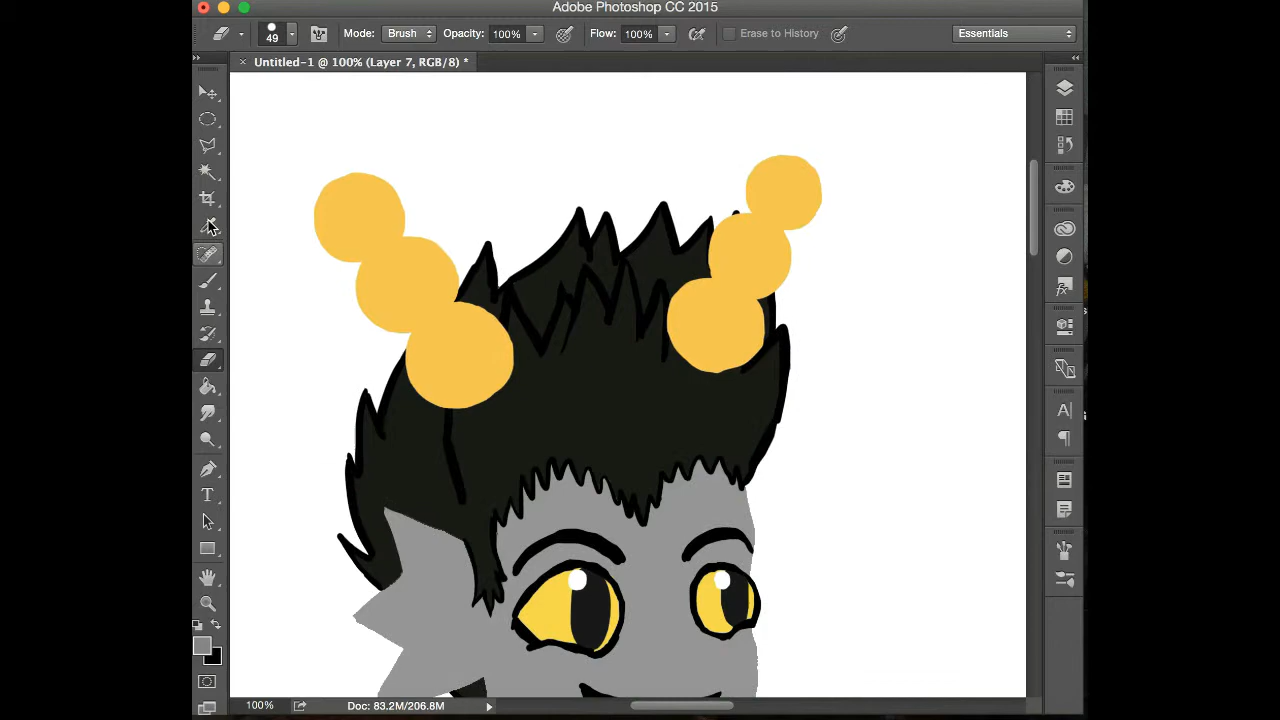 Adobe Photoshop CC 2015
49 Mode: Brush Opacity: 100% Flow: 100% Erase to History Essentials
Untitled-1 @ 100% (Layer 7, RGB/8) *
100% Doc: 83.2M/206.8M